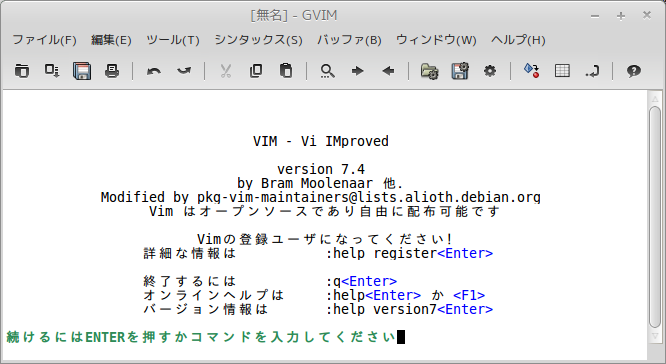 [無名] - GVIM
ファイル(F) 編集(E) ツール(T) シンタックス(S) バッファ(B) ウィンドウ(W) ヘルプ(H)
VIM - Vi IMproved
version 7.4
by Bram Moolenaar 他.
Modified by pkg-vim-maintainers@lists.alioth.debian.org
Vim はオープンソースであり自由に配布可能です
Vimの登録ユーザになってください!
詳細な情報は :help register<Enter>
終了するには :q<Enter>
オンラインヘルプは :help<Enter> か <F1>
バージョン情報は :help version7<Enter>
続けるにはENTERを押すかコマンドを入力してください